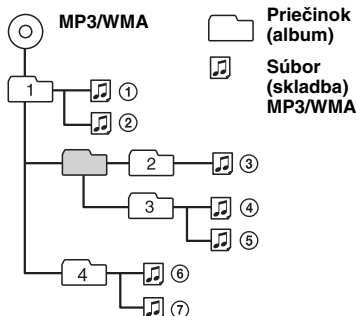 MP3/WMA
Priečinok
(album)
Súbor
(skladba)
MP3/WMA
1
①
②
2
③
3
④
⑤
4
⑥
⑦